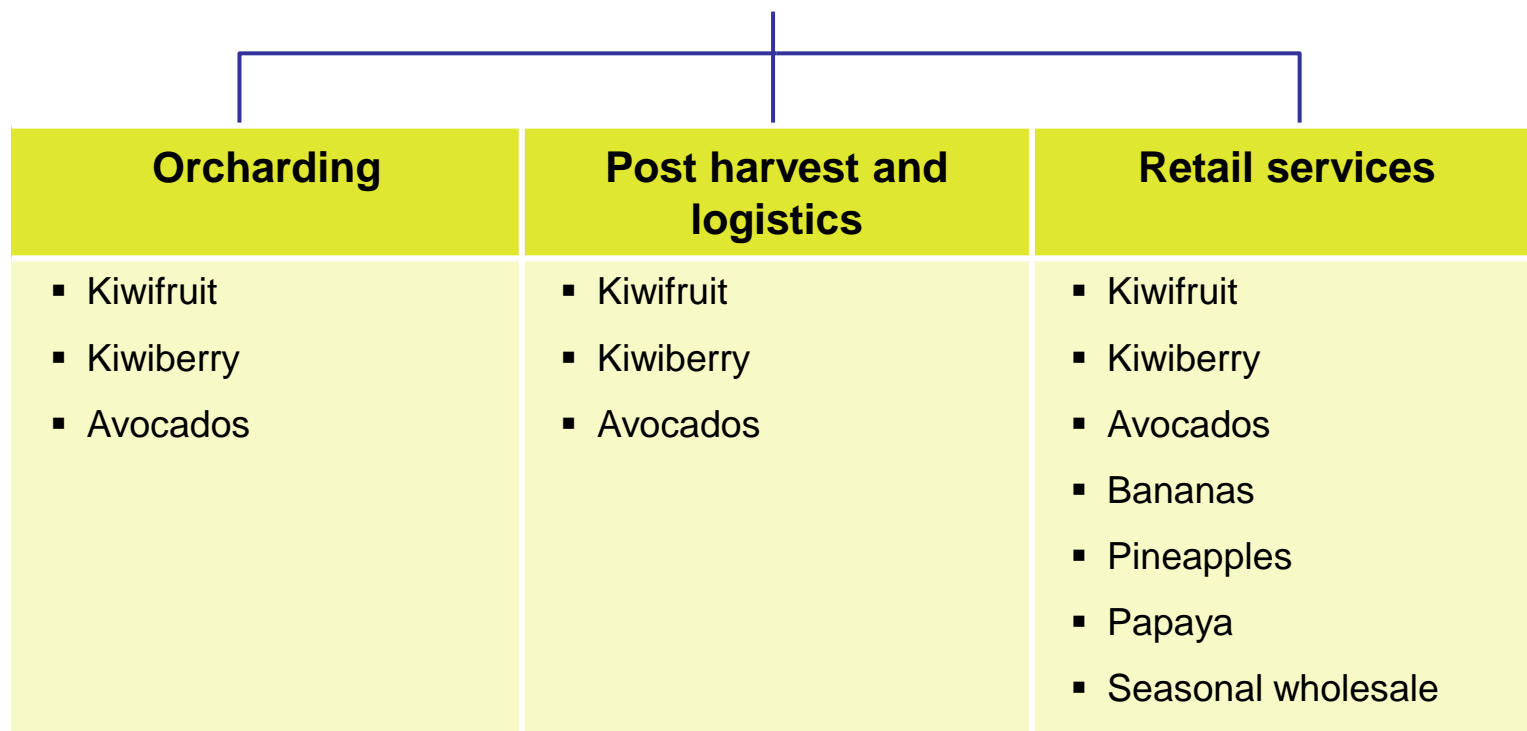 Orcharding
Post harvest and
logistics
Retail services
▪ Kiwifruit
▪ Kiwiberry
▪ Avocados
▪ Kiwifruit
▪ Kiwiberry
▪ Avocados
▪ Kiwifruit
▪ Kiwiberry
▪ Avocados
▪ Bananas
▪ Pineapples
▪ Papaya
▪ Seasonal wholesale